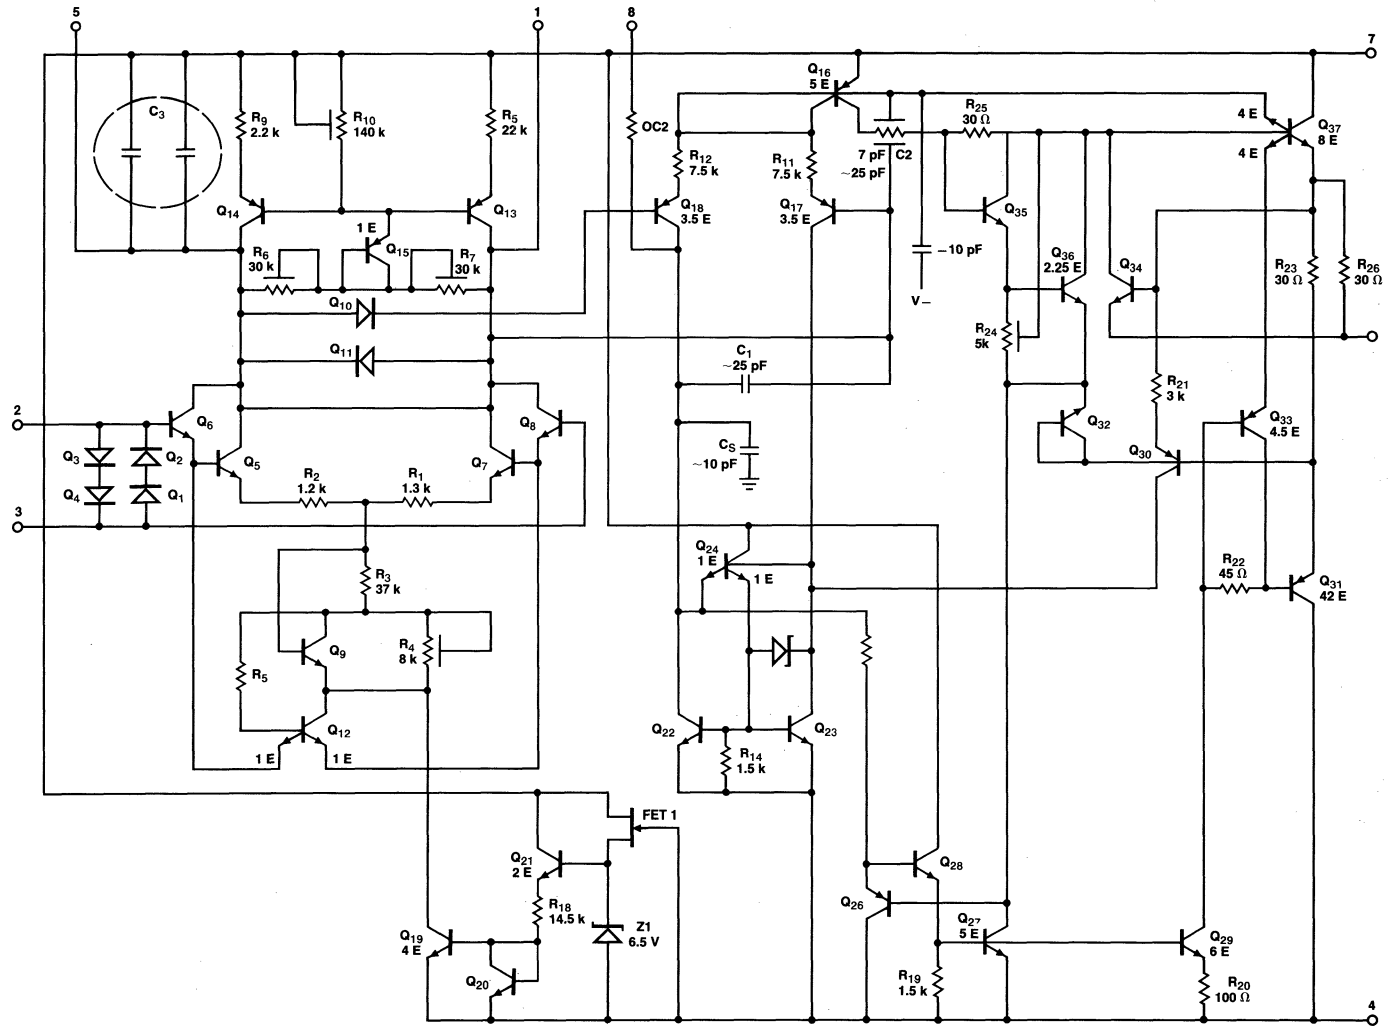 5
1
8
7
Q16
5 E
C3
R9
2.2 k
R10
140 k
R5
22 k
OC2
R25
30 Ω
4 E
Q37
8 E
4 E
R12
7.5 k
R11
7.5 k
7 pF C2
~25 pF
Q14
1 E
Q13
Q18
3.5 E
Q17
3.5 E
Q35
R6
30 k
Q15
R7
30 k
–10 pF
Q36
2.25 E
Q34
R23
30 Ω
R26
30 Ω
Q10
V–
R24
5k
Q11
C1
~25 pF
R21
3 k
2
Q6
Q8
Q32
Q33
4.5 E
Q3
Q2
Q5
Q7
CS
~10 pF
Q30
Q4
Q1
R2
1.2 k
R1
1.3 k
3
Q24
1 E
1 E
R3
37 k
R22
45 Ω
Q31
42 E
Q9
R4
8 k
R5
Q12
1 E
1 E
Q22
Q23
R14
1.5 k
FET 1
Q21
2 E
Q28
R18
14.5 k
Q26
Q19
4 E
Z1
6.5 V
Q27
5 E
Q29
6 E
Q20
R19
1.5 k
R20
100 Ω
4